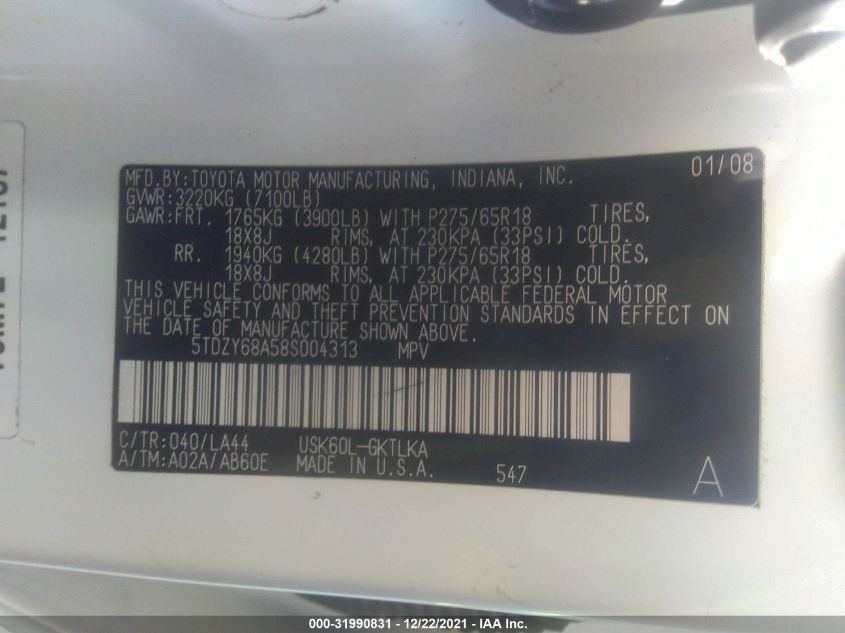 MFD.BY:TOYOTA MOTOR MANUFACTURING, INDIANA, INC. 01/08
GVWR:3220KG (7100LB)
GAWR:FRT. 1765KG (3900LB) WITH P275/65R18 TIRES,
18X8J RIMS, AT 230KPA (33PSI) COLD.
RR. 1940KG (4280LB) WITH P275/65R18 TIRES,
18X8J RIMS, AT 230KPA (33PSI) COLD.
THIS VEHICLE CONFORMS TO ALL APPLICABLE FEDERAL MOTOR
VEHICLE SAFETY AND THEFT PREVENTION STANDARDS IN EFFECT ON
THE DATE OF MANUFACTURE SHOWN ABOVE.
5TDZY68A58S004313 MPV
C/TR:040/LA44 USK60L-GKTLKA
A/TM:A02A/AB60E MADE IN U.S.A. 547 A
000-31990831 - 12/22/2021 - IAA Inc.